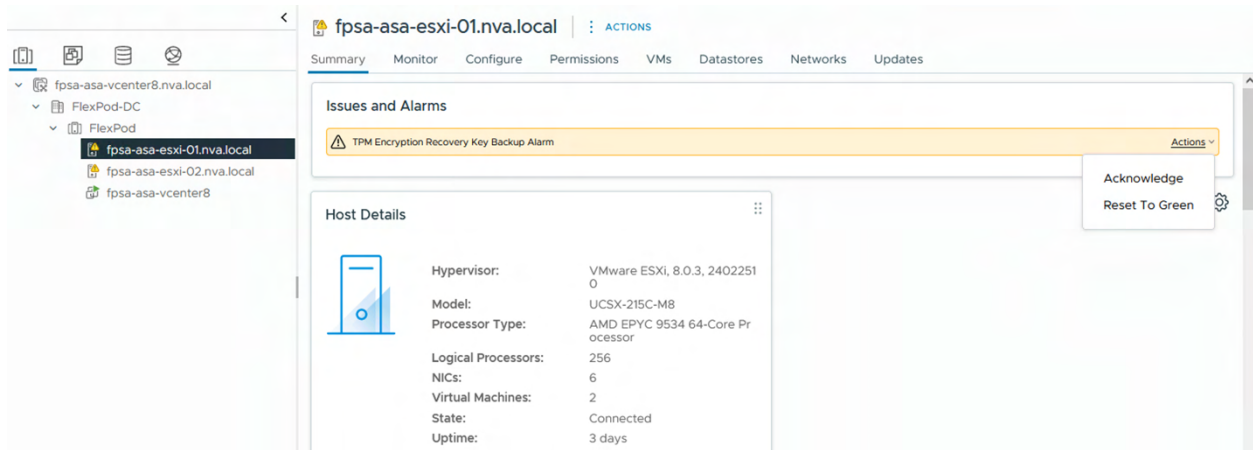 fpsa-asa-esxi-01.nva.local
ACTIONS
Summary Monitor Configure Permissions VMs Datastores Networks Updates
fpsa-asa-vcenter8.nva.local
FlexPod-DC
FlexPod
fpsa-asa-esxi-01.nva.local
fpsa-asa-esxi-02.nva.local
fpsa-asa-vcenter8
Issues and Alarms
TPM Encryption Recovery Key Backup Alarm
Actions
Acknowledge
Reset To Green
Host Details
Hypervisor: VMware ESXi, 8.0.3, 2402251
0
Model: UCSX-215C-M8
Processor Type: AMD EPYC 9534 64-Core Pr
ocessor
Logical Processors: 256
NICs: 6
Virtual Machines: 2
State: Connected
Uptime: 3 days